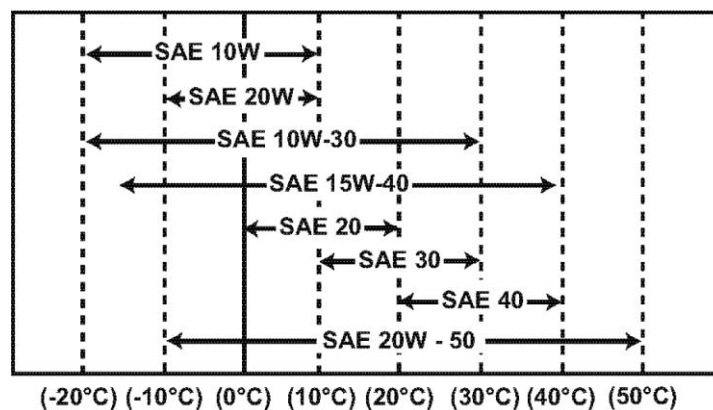 SAE 10W
SAE 20W
SAE 10W-30
SAE 15W-40
SAE 20
SAE 30
SAE 40
SAE 20W - 50
(-20°C) (-10°C) (0°C) (10°C) (20°C) (30°C) (40°C) (50°C)